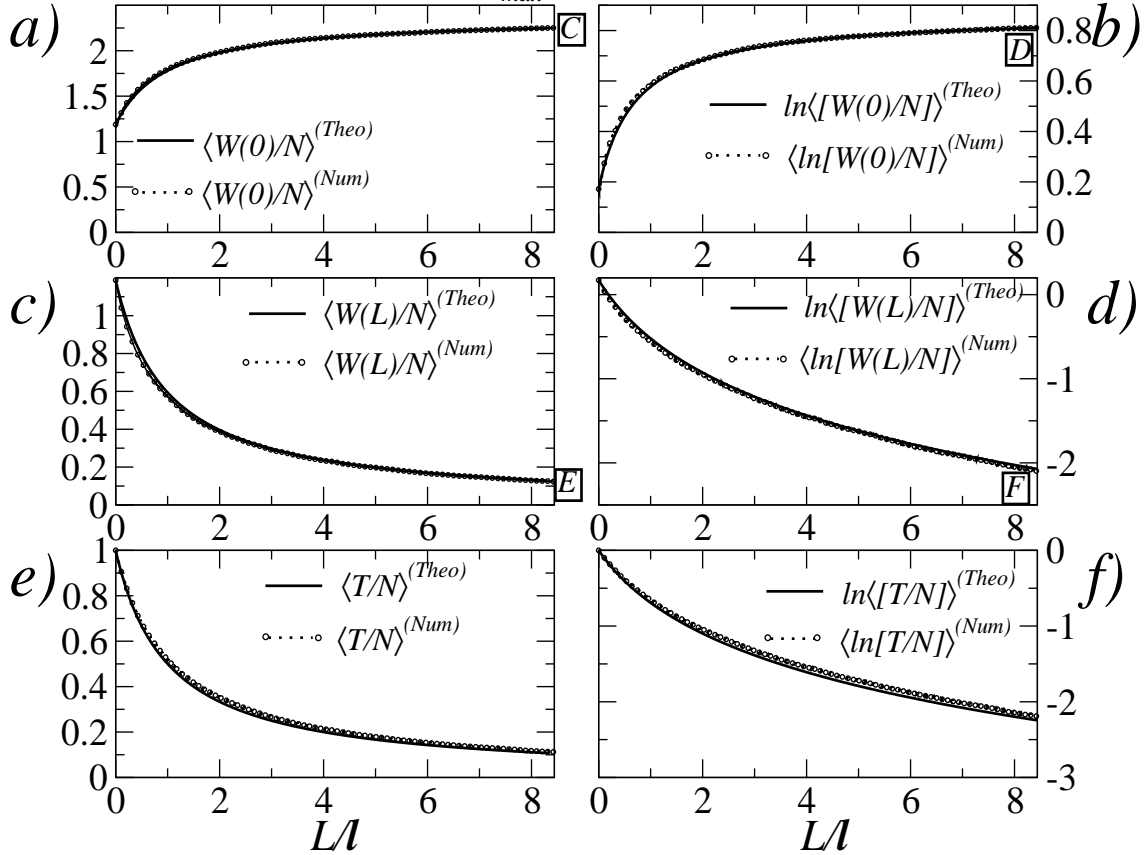 a)
2
1.5
1
0.5
0
⟨W(0)/N⟩(Theo)
⟨W(0)/N⟩(Num)
C
0 2 4 6 8
b)
0.8
0.6
0.4
0.2
0
ln⟨[W(0)/N]⟩(Theo)
⟨ln[W(0)/N]⟩(Num)
D
0 2 4 6 8
c)
1
0.8
0.6
0.4
0.2
0
⟨W(L)/N⟩(Theo)
⟨W(L)/N⟩(Num)
E
0 2 4 6 8
d)
0
-1
-2
ln⟨[W(L)/N]⟩(Theo)
⟨ln[W(L)/N]⟩(Num)
F
0 2 4 6 8
e)
1
0.8
0.6
0.4
0.2
0
⟨T/N⟩(Theo)
⟨T/N⟩(Num)
0 2 4 6 8
L/l
f)
0
-1
-2
-3
ln⟨[T/N]⟩(Theo)
⟨ln[T/N]⟩(Num)
0 2 4 6 8
L/l